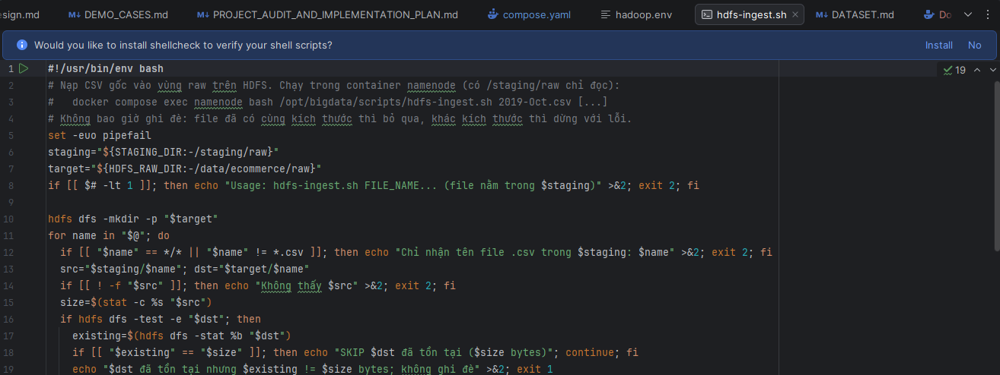 esign.md DEMO_CASES.md PROJECT_AUDIT_AND_IMPLEMENTATION_PLAN.md compose.yaml hadoop.env hdfs-ingest.sh DATASET.md Do
Would you like to install shellcheck to verify your shell scripts? Install No
1 #!/usr/bin/env bash 19
2 # Nạp CSV gốc vào vùng raw trên HDFS. Chạy trong container namenode (có /staging/raw chỉ đọc):
3 #   docker compose exec namenode bash /opt/bigdata/scripts/hdfs-ingest.sh 2019-Oct.csv [...]
4 # Không bao giờ ghi đè: file đã có cùng kích thước thì bỏ qua, khác kích thước thì dừng với lỗi.
5 set -euo pipefail
6 staging="${STAGING_DIR:-/staging/raw}"
7 target="${HDFS_RAW_DIR:-/data/ecommerce/raw}"
8 if [[ $# -lt 1 ]]; then echo "Usage: hdfs-ingest.sh FILE_NAME... (file nằm trong $staging)" >&2; exit 2; fi
9
10 hdfs dfs -mkdir -p "$target"
11 for name in "$@"; do
12   if [[ "$name" == */* || "$name" != *.csv ]]; then echo "Chỉ nhận tên file .csv trong $staging: $name" >&2; exit 2; fi
13   src="$staging/$name"; dst="$target/$name"
14   if [[ ! -f "$src" ]]; then echo "Không thấy $src" >&2; exit 2; fi
15   size=$(stat -c %s "$src")
16   if hdfs dfs -test -e "$dst"; then
17     existing=$(hdfs dfs -stat %b "$dst")
18     if [[ "$existing" == "$size" ]]; then echo "SKIP $dst đã tồn tại ($size bytes)"; continue; fi
19     echo "$dst đã tồn tại nhưng $existing != $size bytes; không ghi đè" >&2; exit 1